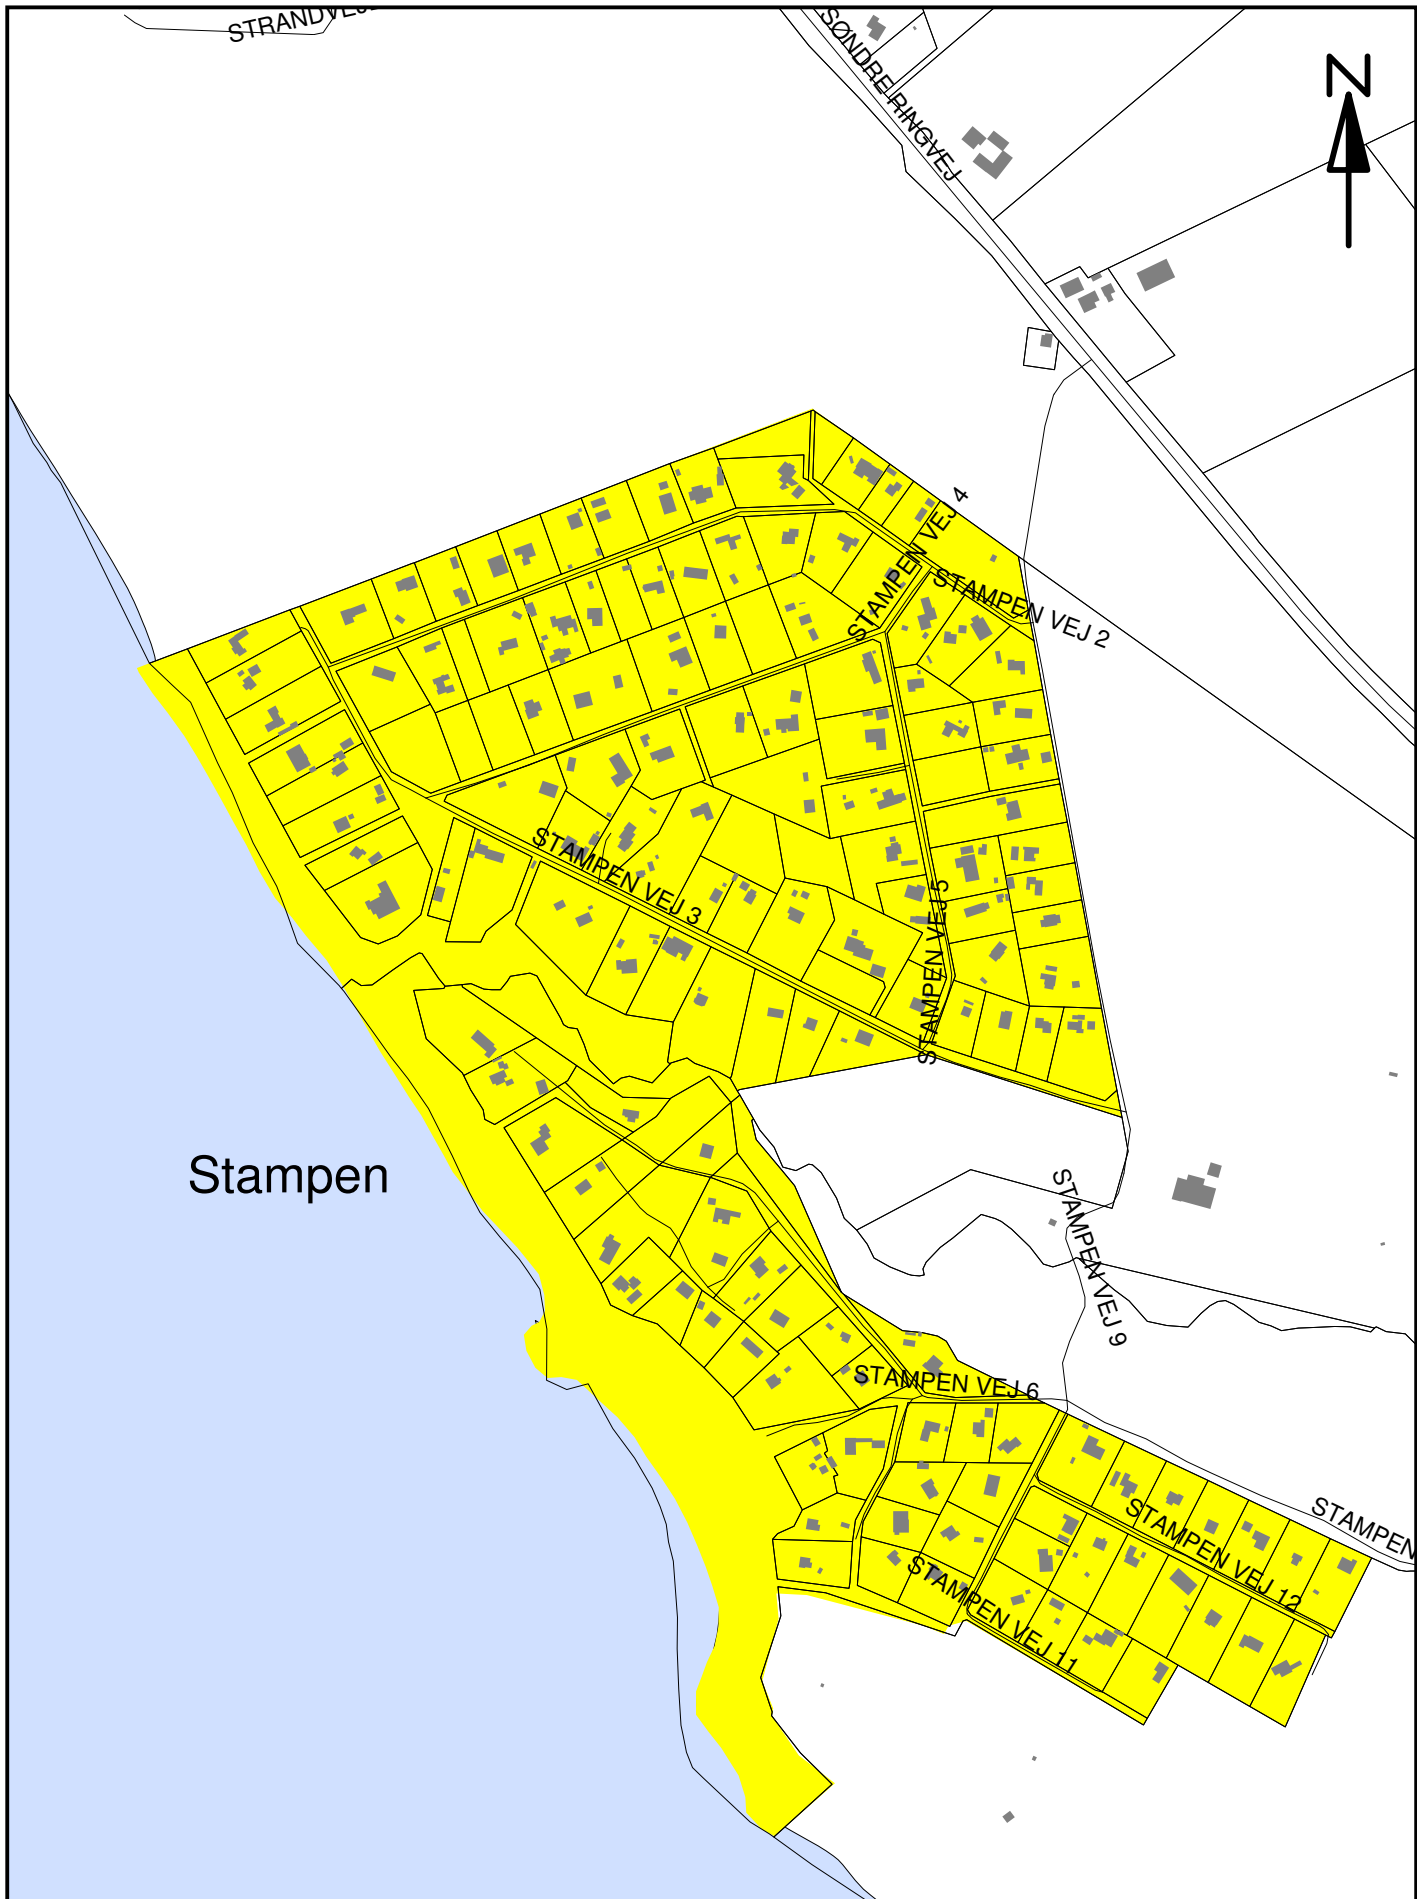 SØNDRE RINGVEJ
N
STAMPEN VEJ 4
STAMPEN VEJ 2
STAMPEN VEJ 3
STAMPEN VEJ 5
Stampen
STAMPEN VEJ 9
STAMPEN VEJ 6
STAMPEN
STAMPEN VEJ 12
STAMPEN VEJ 11